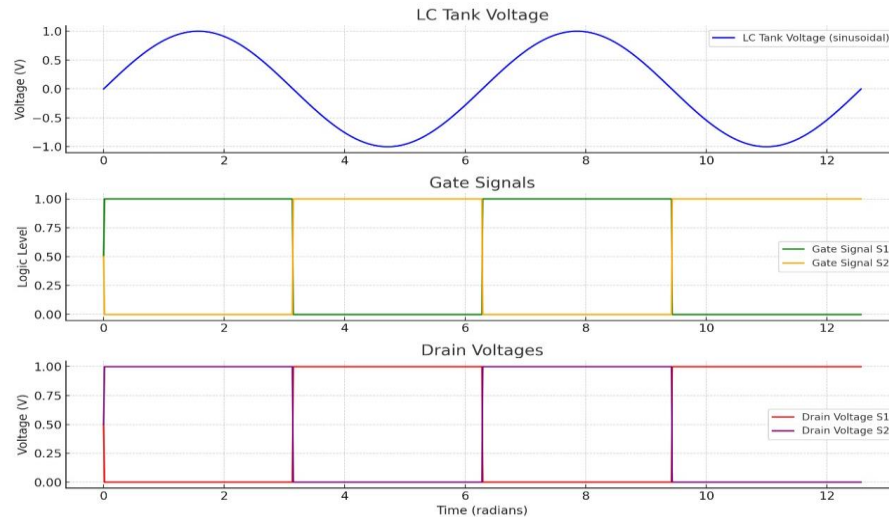 LC Tank Voltage
Voltage (V)
1.0
0.5
0.0
−0.5
−1.0
LC Tank Voltage (sinusoidal)
0 2 4 6 8 10 12
Gate Signals
Logic Level
1.00
0.75
0.50
0.25
0.00
Gate Signal S1
Gate Signal S2
0 2 4 6 8 10 12
Drain Voltages
Voltage (V)
1.00
0.75
0.50
0.25
0.00
Drain Voltage S1
Drain Voltage S2
0 2 4 6 8 10 12
Time (radians)